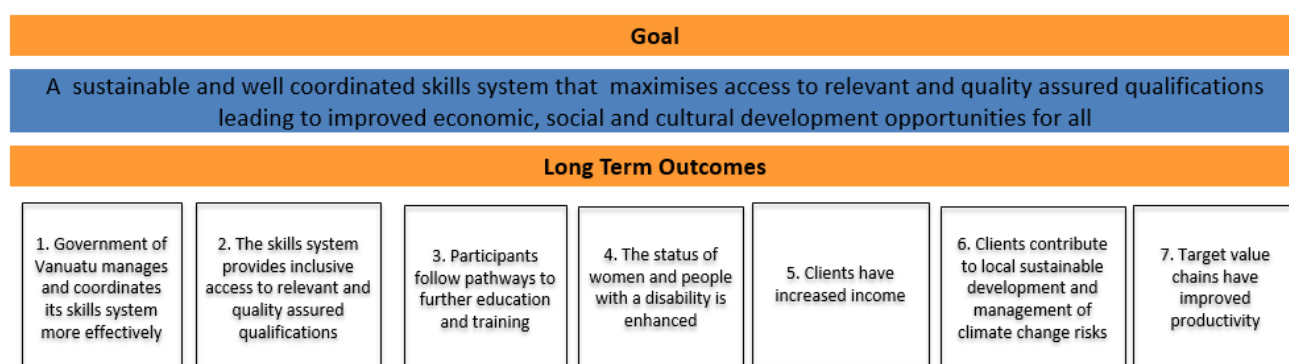 Goal
A sustainable and well coordinated skills system that maximises access to relevant and quality assured qualifications
leading to improved economic, social and cultural development opportunities for all
Long Term Outcomes
1. Government of
Vanuatu manages
and coordinates
its skills system
more effectively
2. The skills system
provides inclusive
access to relevant and
quality assured
qualifications
3. Participants
follow pathways to
further education
and training
4. The status of
women and people
with a disability is
enhanced
5. Clients have
increased income
6. Clients contribute
to local sustainable
development and
management of
climate change risks
7. Target value
chains have
improved
productivity